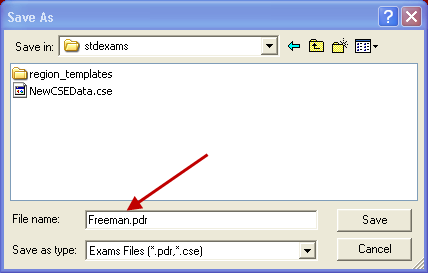 Save As
Save in: stdexams
region_templates
NewCSEData.cse
File name: Freeman.pdr Save
Save as type: Exams Files (*.pdr,*.cse) Cancel